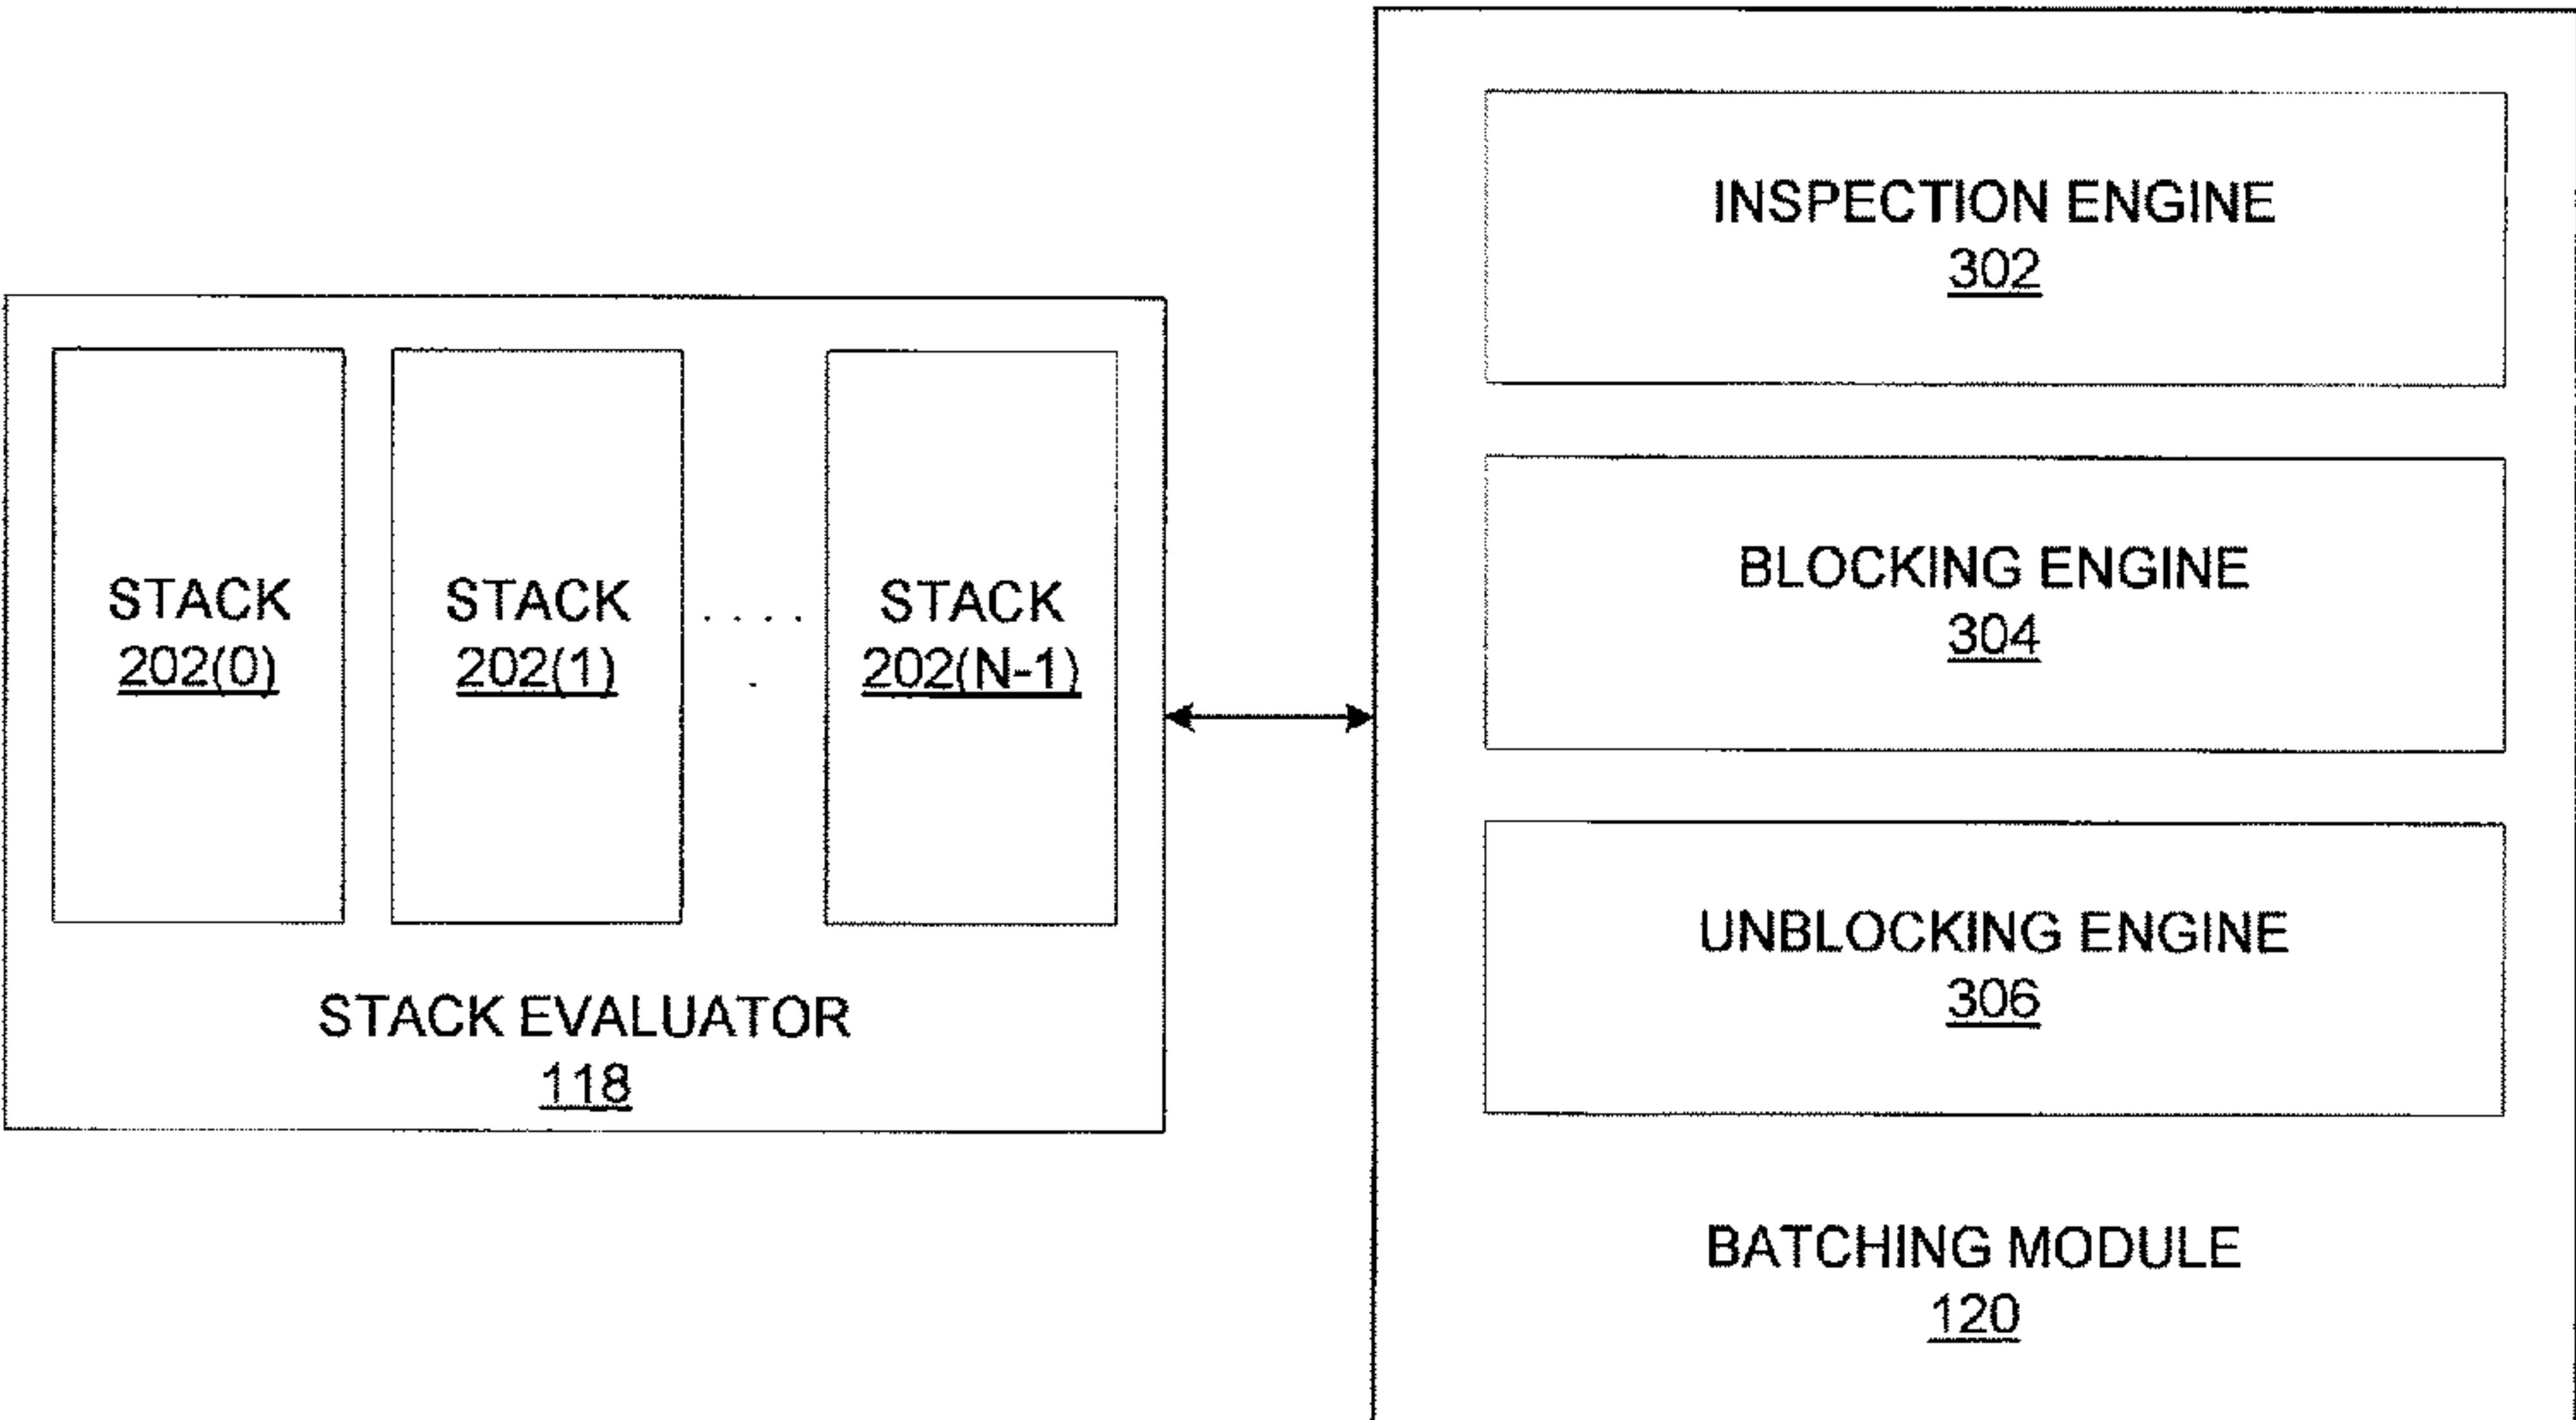 INSPECTION ENGINE
302
BLOCKING ENGINE
304
UNBLOCKING ENGINE
306
BATCHING MODULE
120
STACK
202(0)
STACK
202(1)
.....
STACK
202(N-1)
STACK EVALUATOR
118